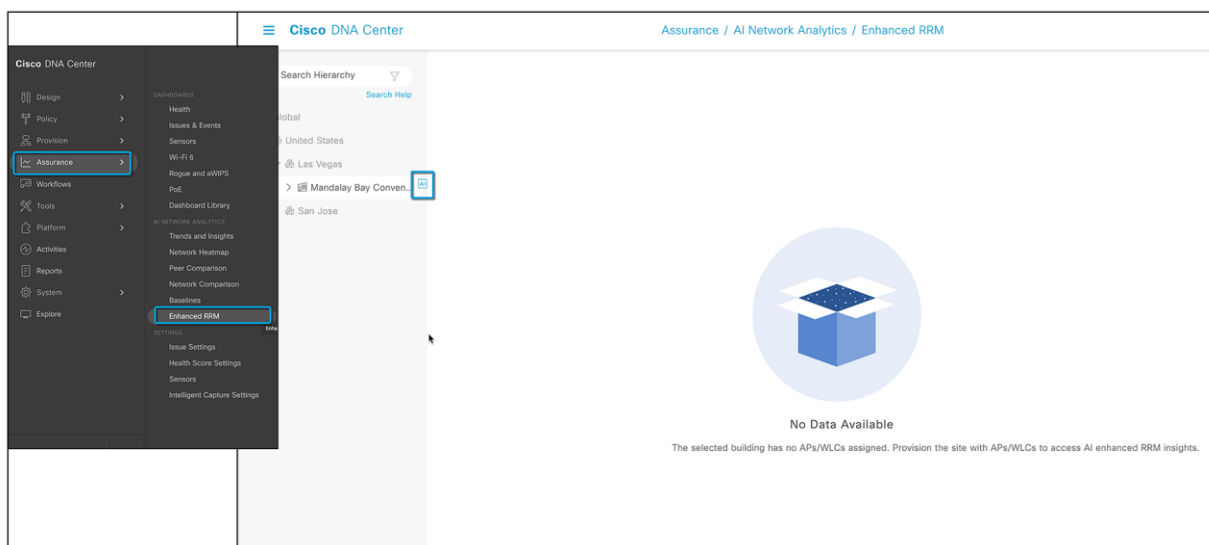 Cisco DNA Center
Assurance / AI Network Analytics / Enhanced RRM
Cisco DNA Center
Design
Policy
Provision
Assurance
Workflows
Tools
Platform
Activities
Reports
System
Explore
DASHBOARDS
Health
Issues & Events
Sensors
Wi-Fi 6
Rogue and aWIPS
PoE
Dashboard Library
AI NETWORK ANALYTICS
Trends and Insights
Network Heatmap
Peer Comparison
Network Comparison
Baselines
Enhanced RRM
Enha
SETTINGS
Issue Settings
Health Score Settings
Sensors
Intelligent Capture Settings
Search Hierarchy
Search Help
lobal
United States
Las Vegas
Mandalay Bay Conven...
AI
San Jose
No Data Available
The selected building has no APs/WLCs assigned. Provision the site with APs/WLCs to access AI enhanced RRM insights.